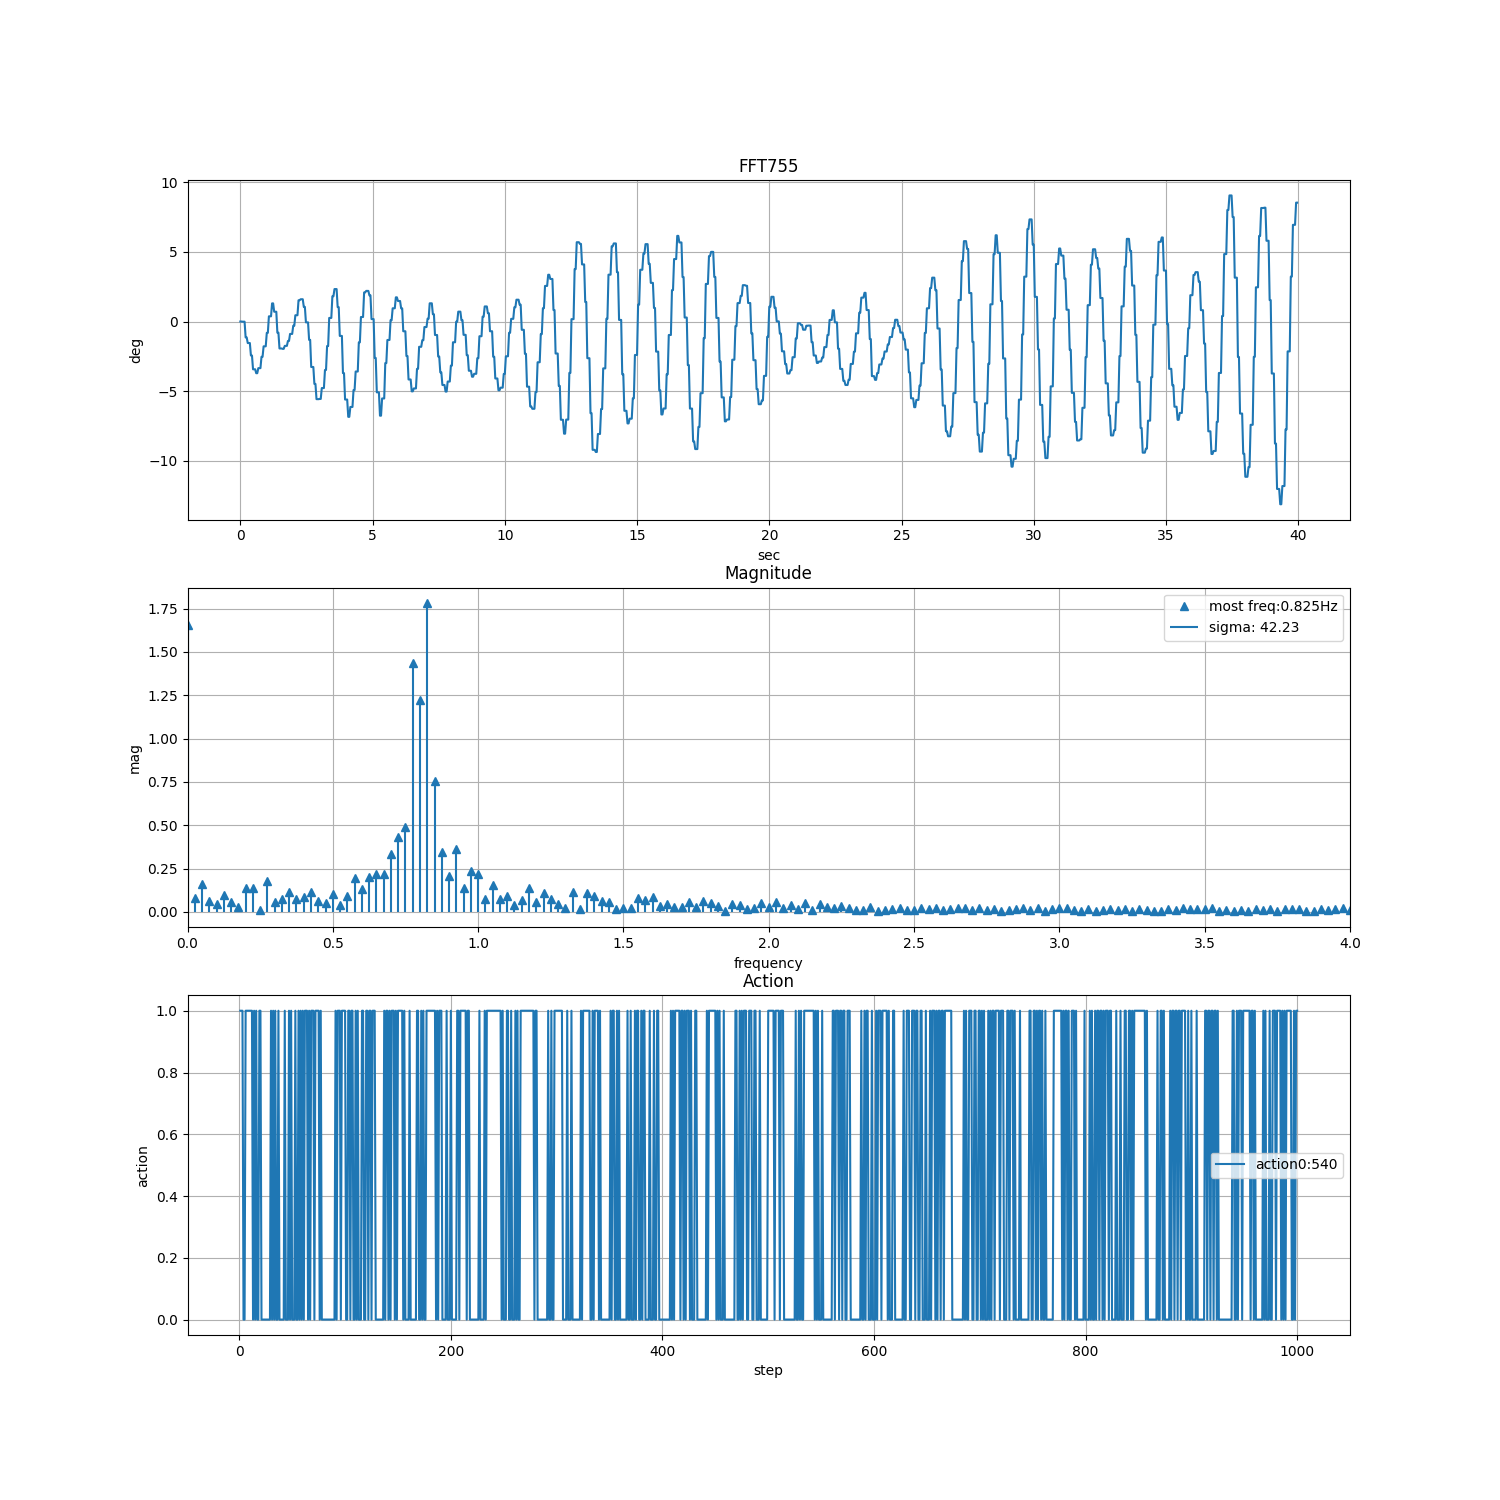 FFT755
10
5
0
−5
−10
deg
0 5 10 15 20 25 30 35 40
sec
Magnitude
most freq:0.825Hz
sigma: 42.23
1.75
1.50
1.25
1.00
0.75
0.50
0.25
0.00
mag
0.0 0.5 1.0 1.5 2.0 2.5 3.0 3.5 4.0
frequency
Action
1.0
0.8
0.6
0.4
0.2
0.0
action
action0:540
0 200 400 600 800 1000
step